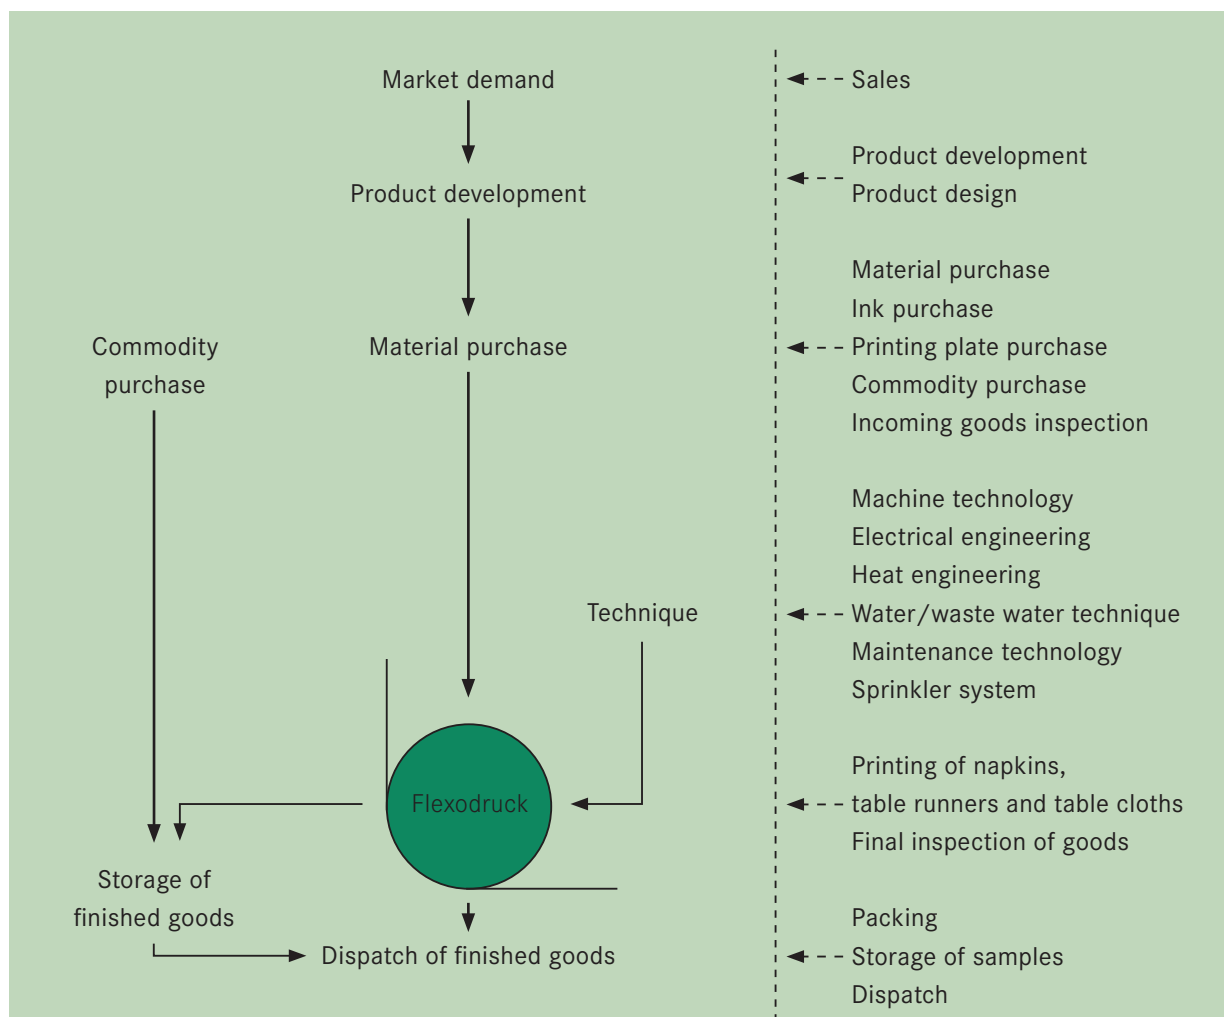 Market demand
Product development
Commodity
purchase
Material purchase
Technique
Flexodruck
Storage of
finished goods
Dispatch of finished goods
Sales
Product development
Product design
Material purchase
Ink purchase
Printing plate purchase
Commodity purchase
Incoming goods inspection
Machine technology
Electrical engineering
Heat engineering
Water/waste water technique
Maintenance technology
Sprinkler system
Printing of napkins,
table runners and table cloths
Final inspection of goods
Packing
Storage of samples
Dispatch